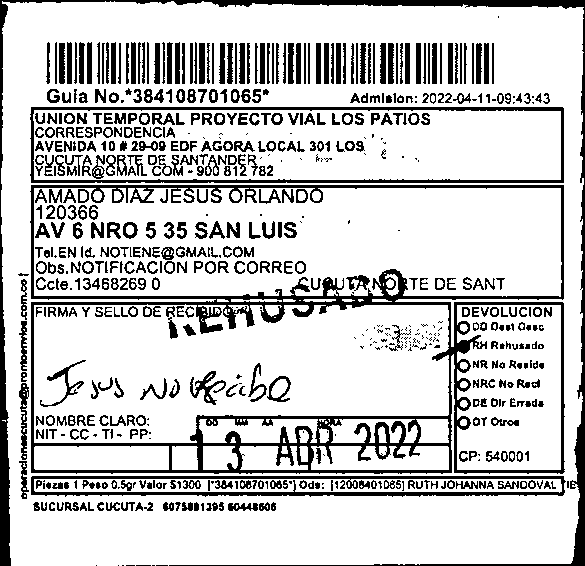 Guia No.*384108701065*
Admision: 2022-04-11-09:43:43
UNION TEMPORAL PROYECTO VIAL LOS PATIOS
CORRESPONDENCIA
AVENIDA 10 # 29-09 EDF AGORA LOCAL 301 LOS
CUCUTA NORTE DE SANTANDER
YEISMIR@GMAIL COM - 900 812 782
AMADO DIAZ JESUS ORLANDO
120366
AV 6 NRO 5 35 SAN LUIS
Tel.EN Id. NOTIENE@GMAIL.COM
Obs.NOTIFICACION POR CORREO
Ccte.13468269 0
CUCUTA NORTE DE SANT
REHUSADO
FIRMA Y SELLO DE RECIBIDO
Jesus No Recibe
NOMBRE CLARO:
NIT - CC - TI - PP:
DD MM AA HORA
13 ABR 2022
DEVOLUCION
DD Dest Desc
RH Rehusado
NR No Reside
NRC No Recl
DE Dir Errada
OT Otros
CP: 540001
operacionescucuta@prontoenvios.com.co
Piezas 1 Peso 0.5gr Valor $1300 [*384108701065*] Ods: [12008401065] RUTH JOHANNA SANDOVAL
SUCURSAL CUCUTA-2